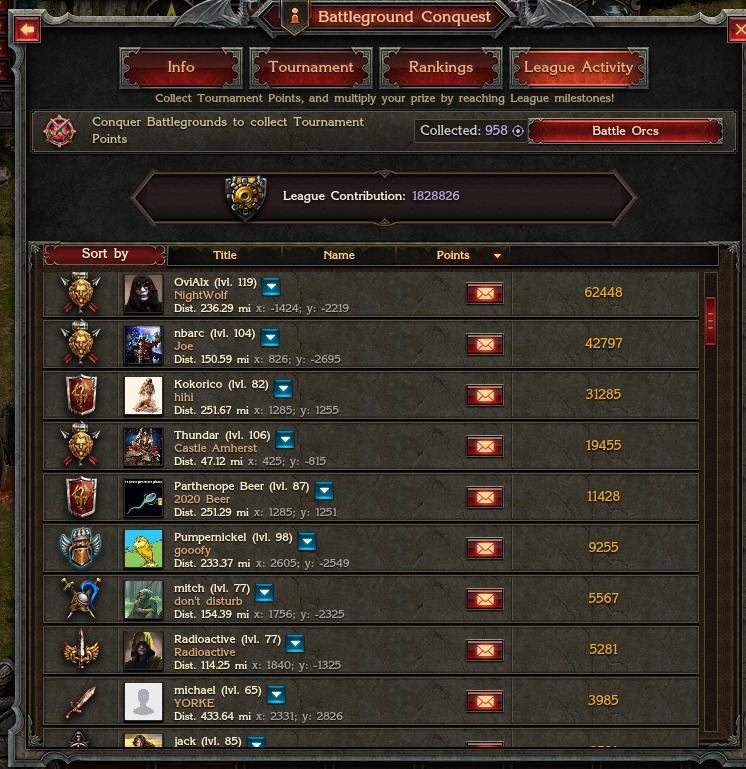 Battleground Conquest
Info
Tournament
Rankings
League Activity
Collect Tournament Points, and multiply your prize by reaching League milestones!
Conquer Battlegrounds to collect Tournament
Points
Collected: 958
Battle Orcs
League Contribution: 1828826
Sort by
Title
Name
Points
OviAlx (lvl. 119)
NightWolf
Dist. 236.29 mi x: -1424; y: -2219
62448
nbarc (lvl. 104)
Joe
Dist. 150.59 mi x: 826; y: -2695
42797
Kokorico (lvl. 82)
hihi
Dist. 251.67 mi x: 1285; y: 1255
31285
Thundar (lvl. 106)
Castle Amherst
Dist. 47.12 mi x: 425; y: -815
19455
Parthenope Beer (lvl. 87)
2020 Beer
Dist. 251.29 mi x: 1285; y: 1251
11428
Pumpernickel (lvl. 98)
gooofy
Dist. 233.37 mi x: 2605; y: -2549
9255
mitch (lvl. 77)
don't disturb
Dist. 154.39 mi x: 1756; y: -2325
5567
Radioactive (lvl. 77)
Radioactive
Dist. 114.25 mi x: 1840; y: -1325
5281
michael (lvl. 65)
YORKE
Dist. 433.64 mi x: 2331; y: 2826
3985
jack (lvl. 85)